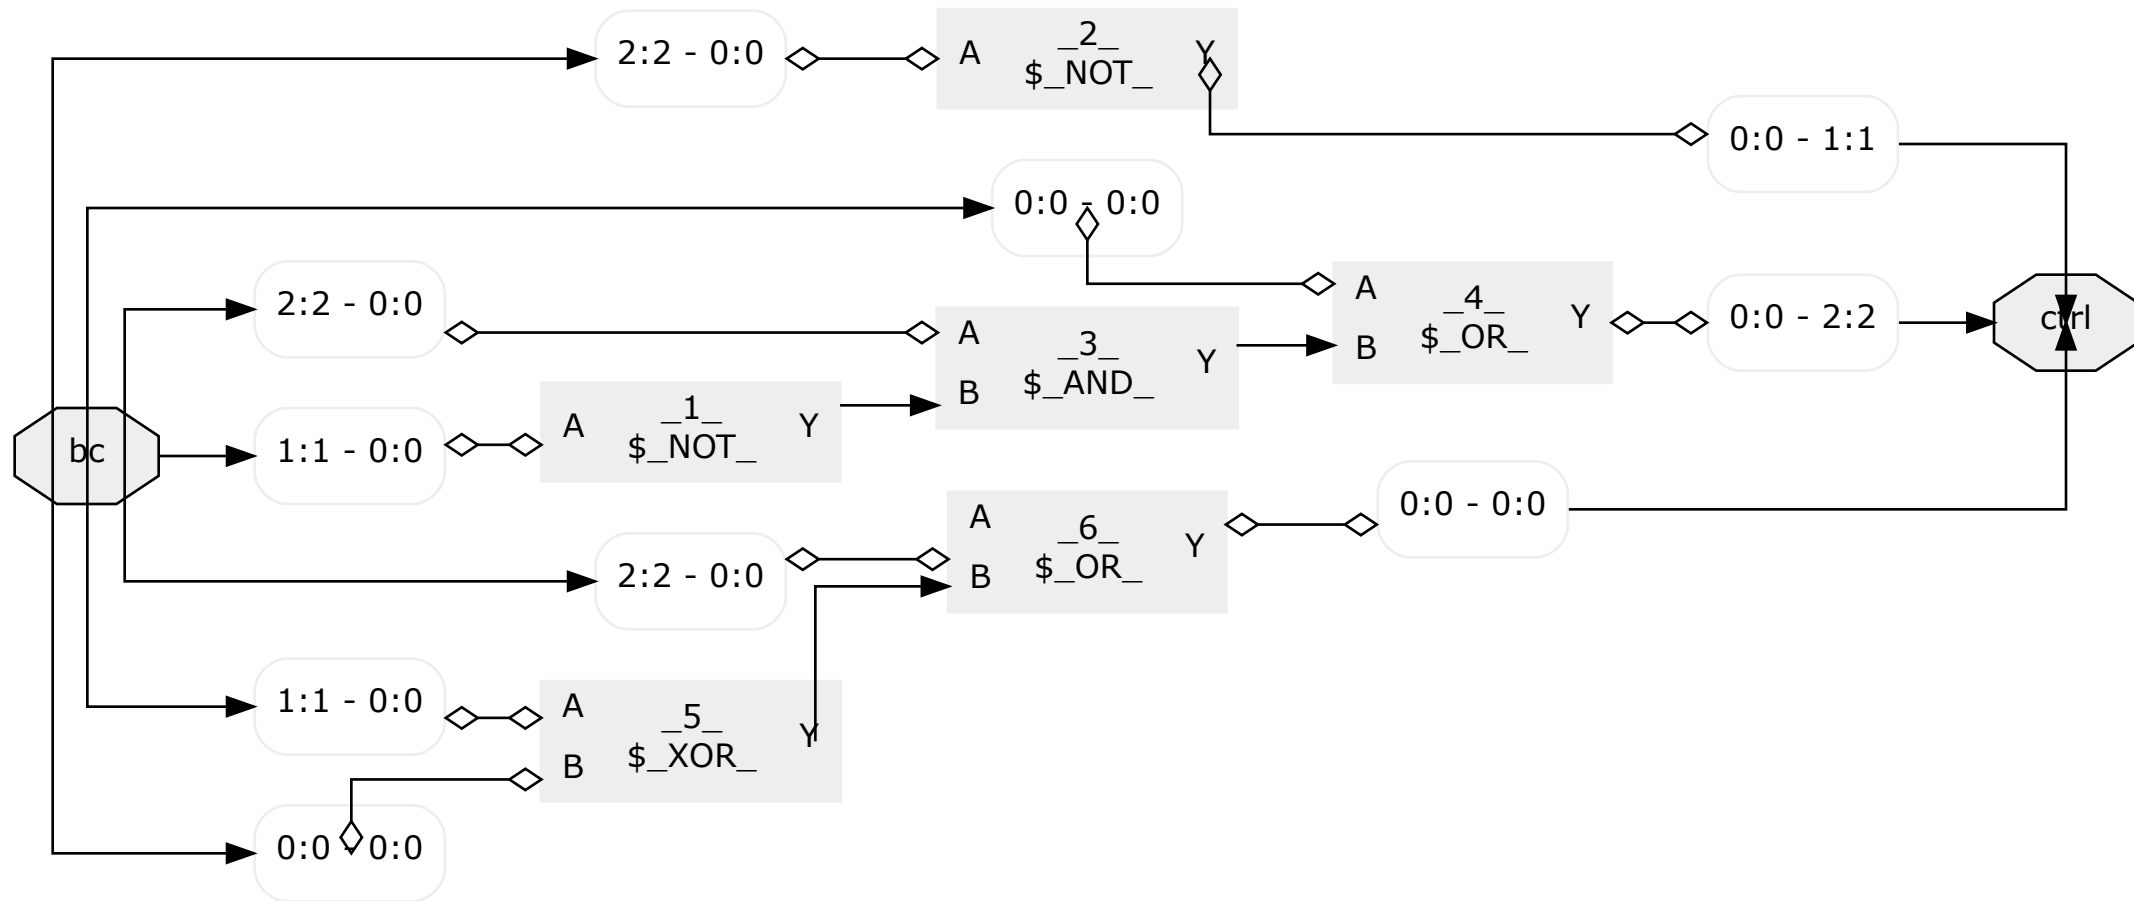 2:2 - 0:0
A
_2_
$_NOT_
Y
0:0 - 1:1
0:0 - 0:0
2:2 - 0:0
A
B
_3_
$_AND_
Y
A
B
_4_
$_OR_
Y
0:0 - 2:2
ctrl
bc
1:1 - 0:0
A
_1_
$_NOT_
Y
2:2 - 0:0
A
B
_6_
$_OR_
Y
0:0 - 0:0
1:1 - 0:0
A
B
_5_
$_XOR_
Y
0:0 - 0:0